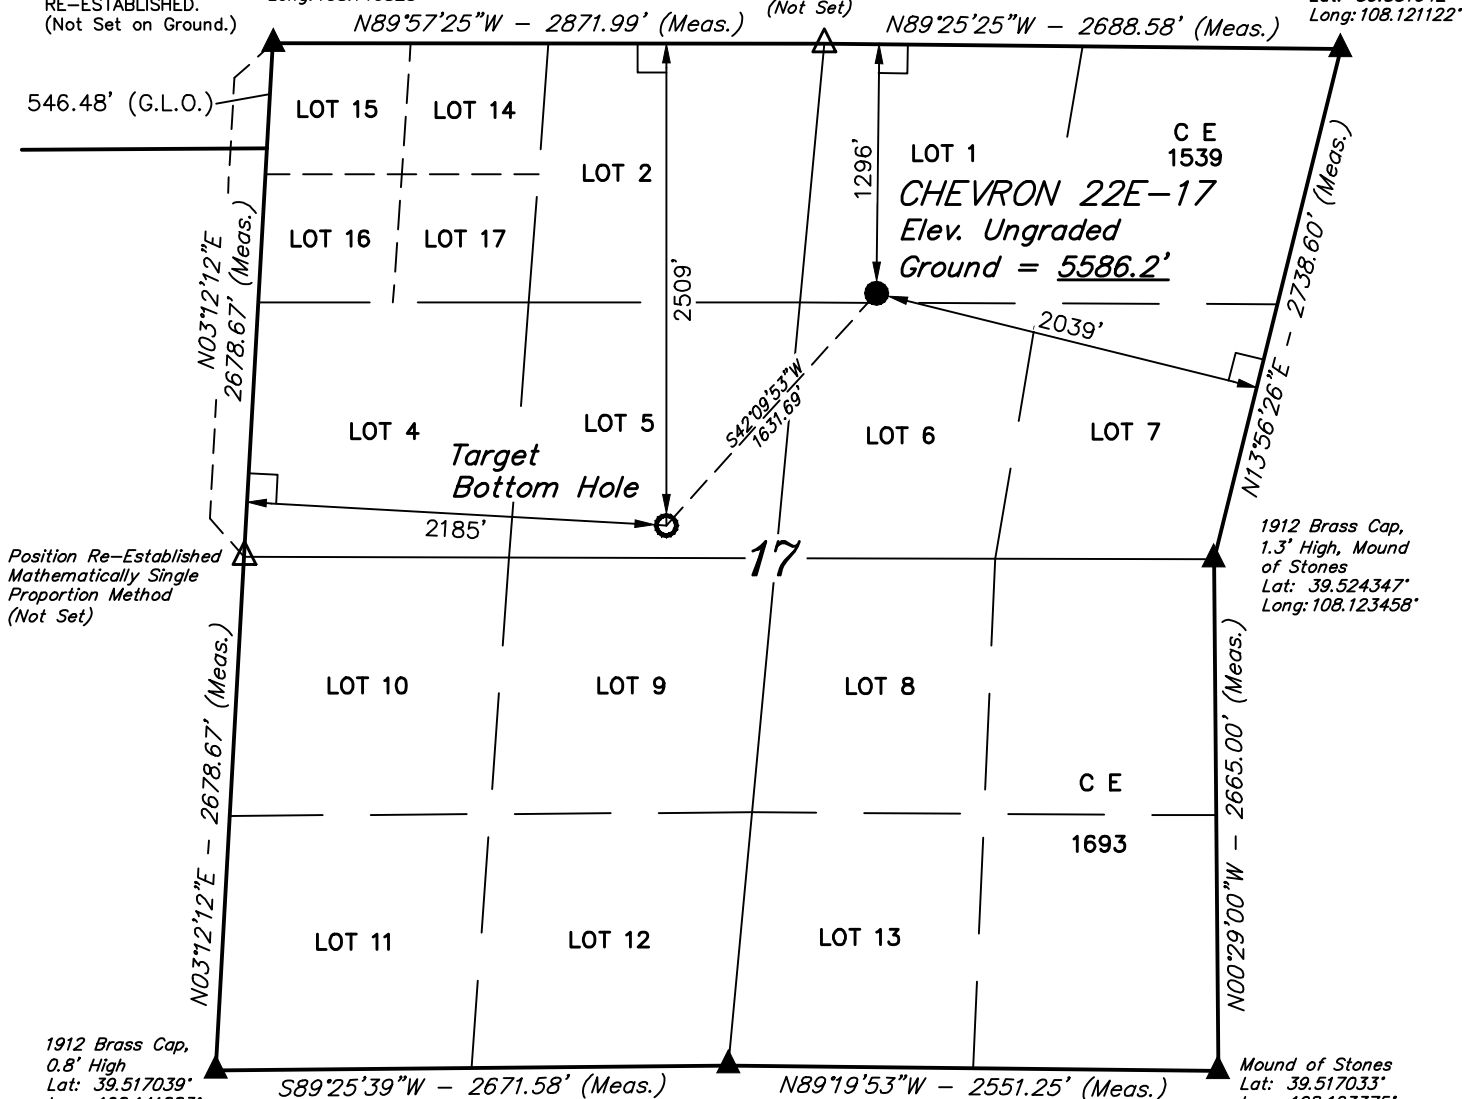 RE-ESTABLISHED.
(Not Set on Ground.)
N89°57'25"W - 2871.99' (Meas.)
(Not Set)
N89°25'25"W - 2688.58' (Meas.)
Long: 108.121122°
546.48' (G.L.O.)
LOT 15
LOT 14
LOT 2
LOT 16
LOT 17
1296'
LOT 1
C E
1539
CHEVRON 22E-17
Elev. Ungraded
Ground = 5586.2'
N03°12'12"E
2678.67' (Meas.)
2509'
2039'
N13°56'26"E - 2738.60' (Meas.)
S42°09'53"W
1631.69'
LOT 4
LOT 5
LOT 6
LOT 7
Target
Bottom Hole
2185'
Position Re-Established
Mathematically Single
Proportion Method
(Not Set)
17
1912 Brass Cap,
1.3' High, Mound
of Stones
Lat: 39.524347°
Long: 108.123458°
LOT 10
LOT 9
LOT 8
N03°12'12"E - 2678.67' (Meas.)
N00°29'00"W - 2665.00' (Meas.)
C E
1693
LOT 11
LOT 12
LOT 13
1912 Brass Cap,
0.8' High
Lat: 39.517039°
S89°25'39"W - 2671.58' (Meas.)
N89°19'53"W - 2551.25' (Meas.)
Mound of Stones
Lat: 39.517033°